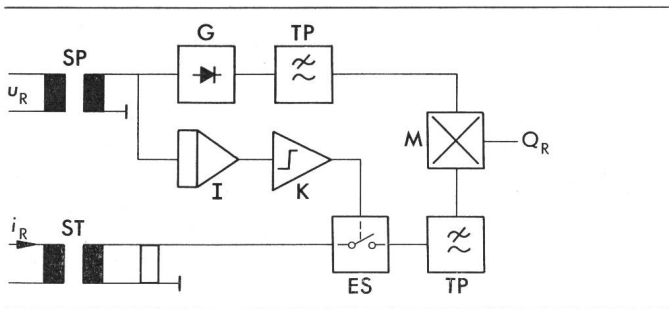 G TP
SP
u_R
M Q_R
I K
i_R ST
ES TP